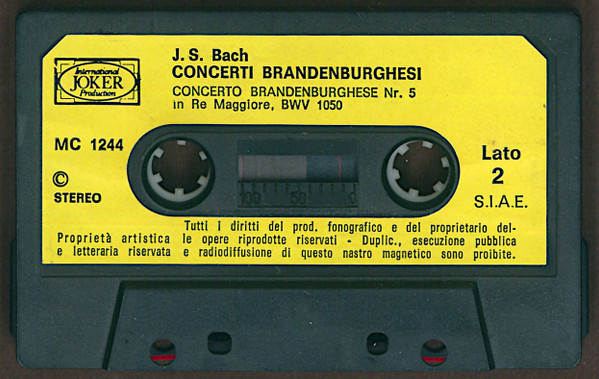 J. S. Bach
CONCERTI BRANDENBURGHESI
CONCERTO BRANDENBURGHESE Nr. 5
in Re Maggiore, BWV 1050
International
JOKER
Production
MC 1244
Lato
2
© 
STEREO
S.I.A.E.
100 50 0
Tutti i diritti del prod. fonografico e del proprietario del-
Proprietà artistica le opere riprodotte riservati - Duplic., esecuzione pubblica
e letteraria riservata e radiodiffusione di questo nastro magnetico sono proibite.